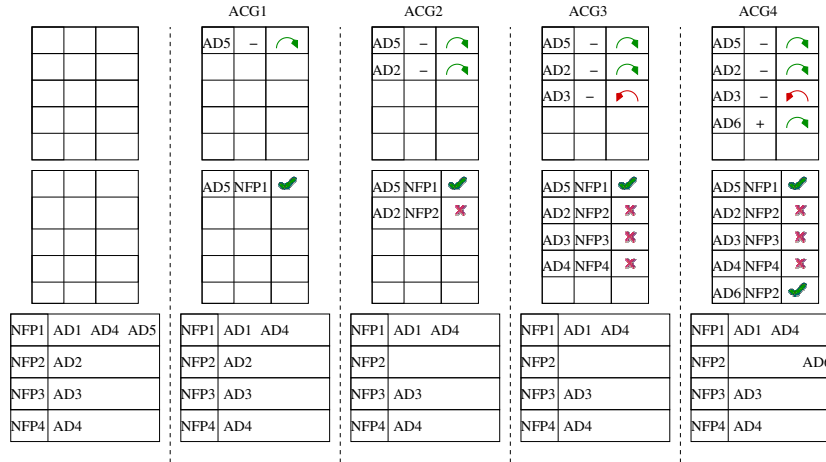 ACG1 ACG2 ACG3 ACG4
AD5 – AD5 – AD5 – AD5 –
AD2 – AD2 – AD2 –
AD3 – AD3 –
AD6 +
AD5 NFP1 AD5 NFP1 AD5 NFP1 AD5 NFP1
AD2 NFP2 AD2 NFP2 AD2 NFP2
AD3 NFP3 AD3 NFP3
AD4 NFP4 AD4 NFP4
AD6 NFP2
NFP1 AD1 AD4 AD5 NFP1 AD1 AD4 NFP1 AD1 AD4 NFP1 AD1 AD4 NFP1 AD1 AD4
NFP2 AD2 NFP2 AD2 NFP2 NFP2 NFP2 AD6
NFP3 AD3 NFP3 AD3 NFP3 AD3 NFP3 AD3 NFP3 AD3
NFP4 AD4 NFP4 AD4 NFP4 AD4 NFP4 AD4 NFP4 AD4